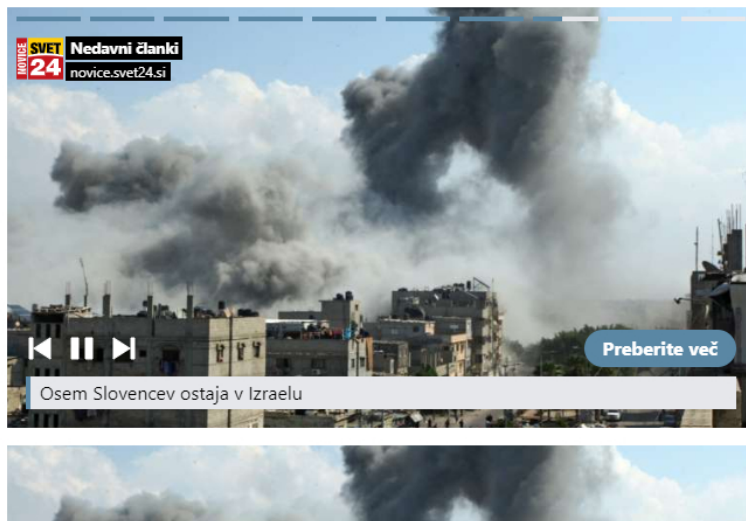 NOVICE
SVET
24
Nedavni članki
novice.svet24.si
Preberite več
Osem Slovencev ostaja v Izraelu